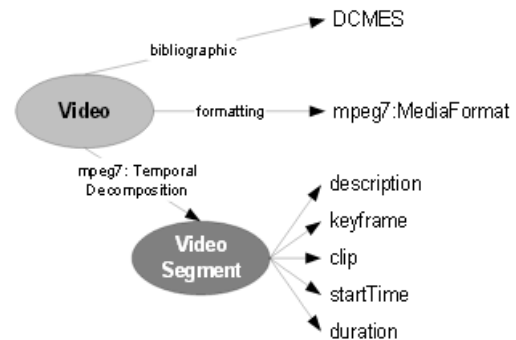 DCMES
bibliographic
Video
formatting
mpeg7:MediaFormat
mpeg7: Temporal
Decomposition
description
keyframe
Video
Segment
clip
startTime
duration